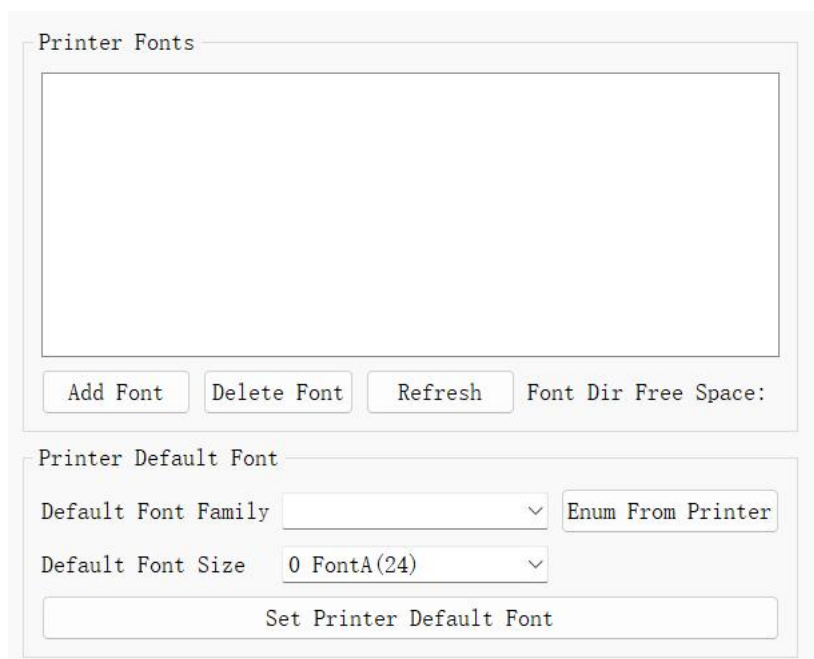 Printer Fonts
Add Font Delete Font Refresh Font Dir Free Space:
Printer Default Font
Default Font Family Enum From Printer
Default Font Size 0 FontA(24)
Set Printer Default Font